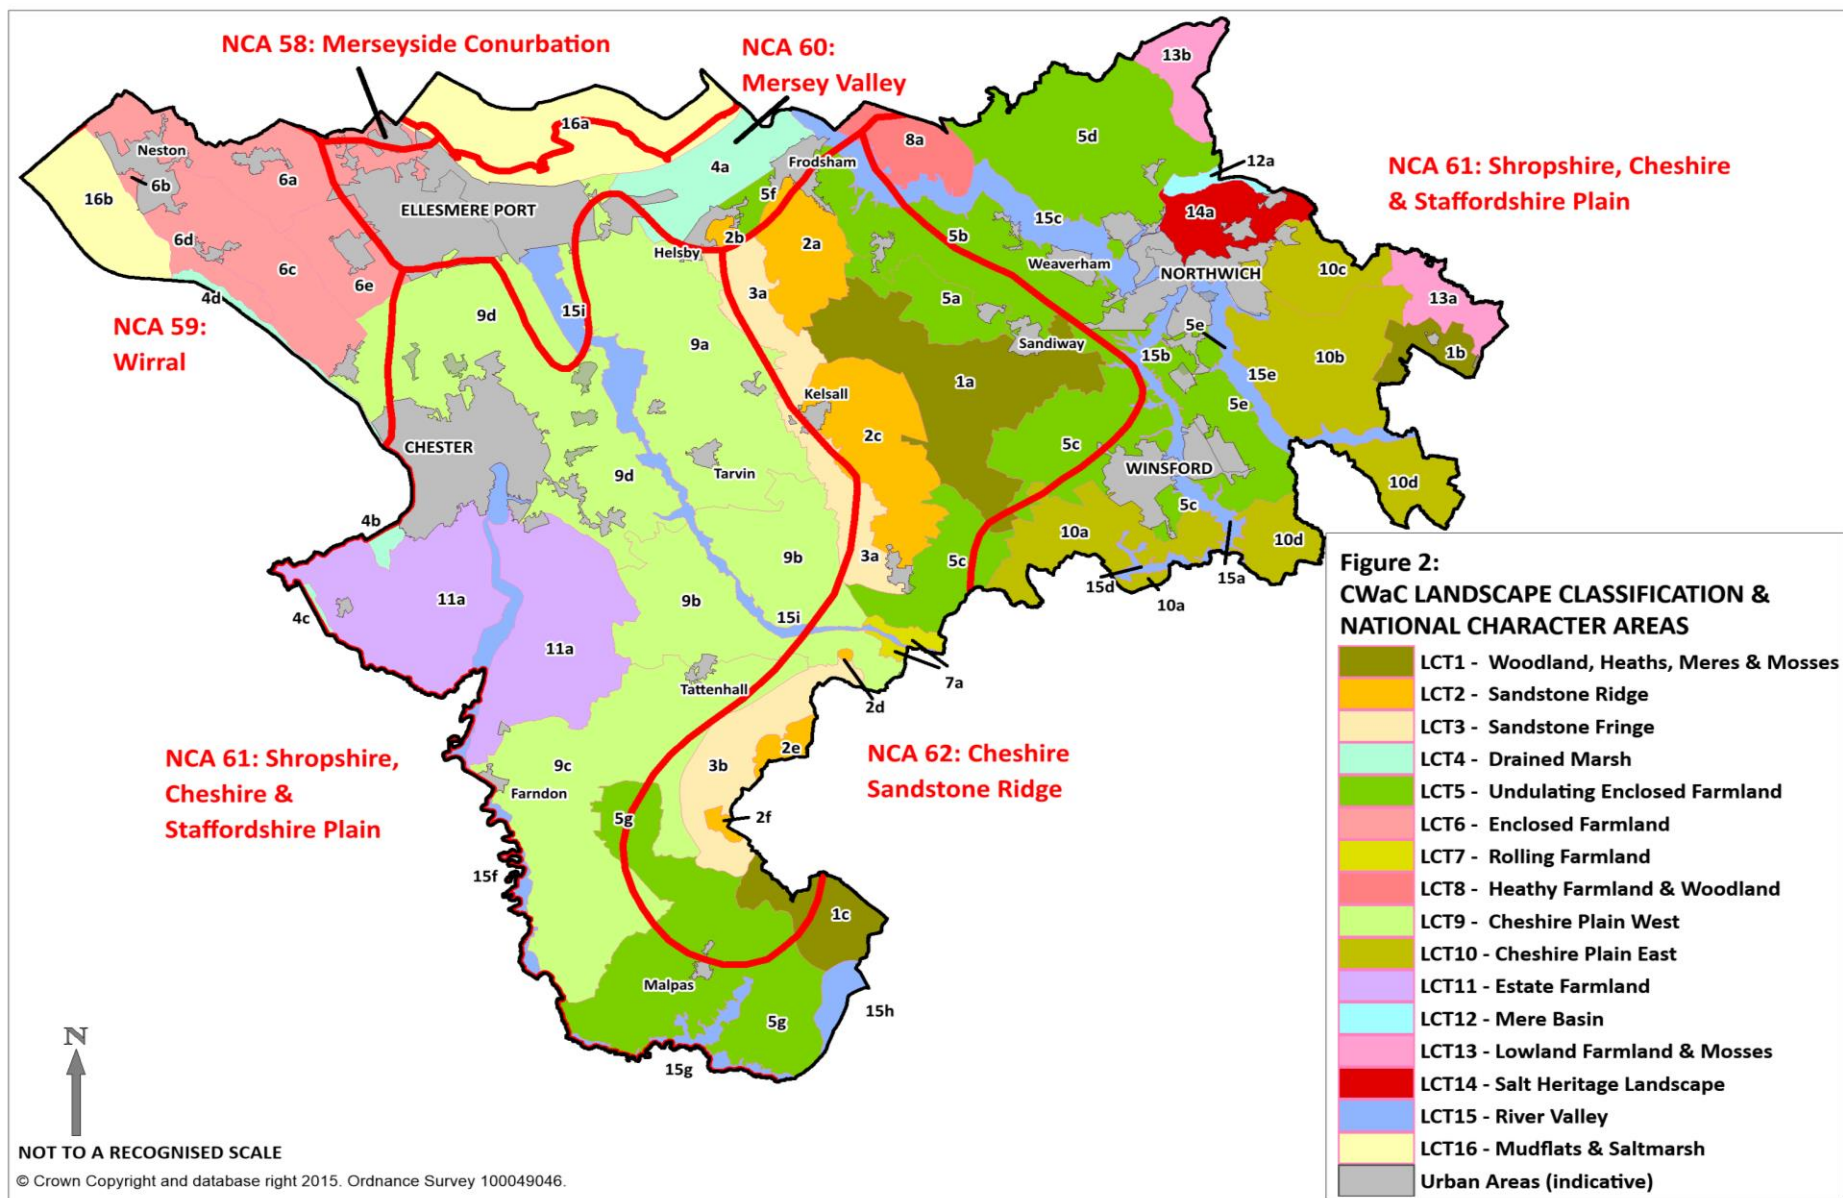 NCA 58: Merseyside Conurbation
NCA 60:
Mersey Valley
13b
16a
5d
Neston
6a
6b
16b
4a
Frodsham
8a
12a
NCA 61: Shropshire, Cheshire
& Staffordshire Plain
ELLESMERE PORT
5f
14a
15c
6d
6c
6e
Helsby
2b
2a
5b
Weaverham
NORTHWICH
10c
4d
3a
5a
13a
NCA 59:
Wirral
9d
15i
9a
Sandiway
5e
15b
10b
1b
15e
1a
Kelsall
5e
CHESTER
2c
5c
9d
Tarvin
WINSFORD
10d
4b
5c
10a
10d
9b
3a
5c
15d
15a
10a
11a
9b
4c
15i
11a
7a
Tattenhall
2d
NCA 61: Shropshire,
Cheshire &
Staffordshire Plain
9c
3b
2e
NCA 62: Cheshire
Sandstone Ridge
Farndon
5g
2f
15f
1c
Malpas
5g
15h
15g
N
NOT TO A RECOGNISED SCALE
© Crown Copyright and database right 2015. Ordnance Survey 100049046.
Figure 2:
CWaC LANDSCAPE CLASSIFICATION &
NATIONAL CHARACTER AREAS
LCT1 - Woodland, Heaths, Meres & Mosses
LCT2 - Sandstone Ridge
LCT3 - Sandstone Fringe
LCT4 - Drained Marsh
LCT5 - Undulating Enclosed Farmland
LCT6 - Enclosed Farmland
LCT7 - Rolling Farmland
LCT8 - Heathy Farmland & Woodland
LCT9 - Cheshire Plain West
LCT10 - Cheshire Plain East
LCT11 - Estate Farmland
LCT12 - Mere Basin
LCT13 - Lowland Farmland & Mosses
LCT14 - Salt Heritage Landscape
LCT15 - River Valley
LCT16 - Mudflats & Saltmarsh
Urban Areas (indicative)